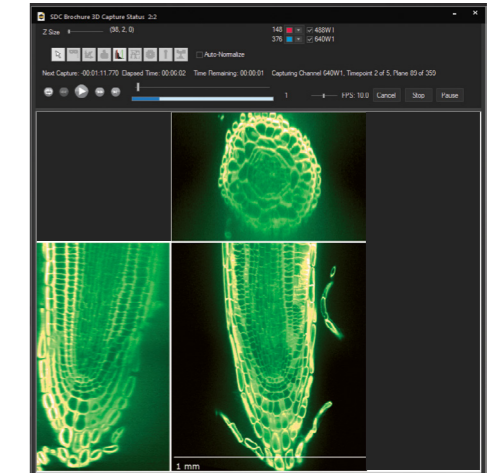 SDC Brochure 3D Capture Status 2:2
Z Size (98, 2, 0)
148 488W1
376 640W1
Auto-Normalize
Next Capture: -00:01:11.770 Elapsed Time: 00:06:02 Time Remaining: 00:00:01 Capturing Channel 640W1, Timepoint 2 of 5, Plane 89 of 350
1 FPS: 10.0 Cancel Stop Pause
1 mm